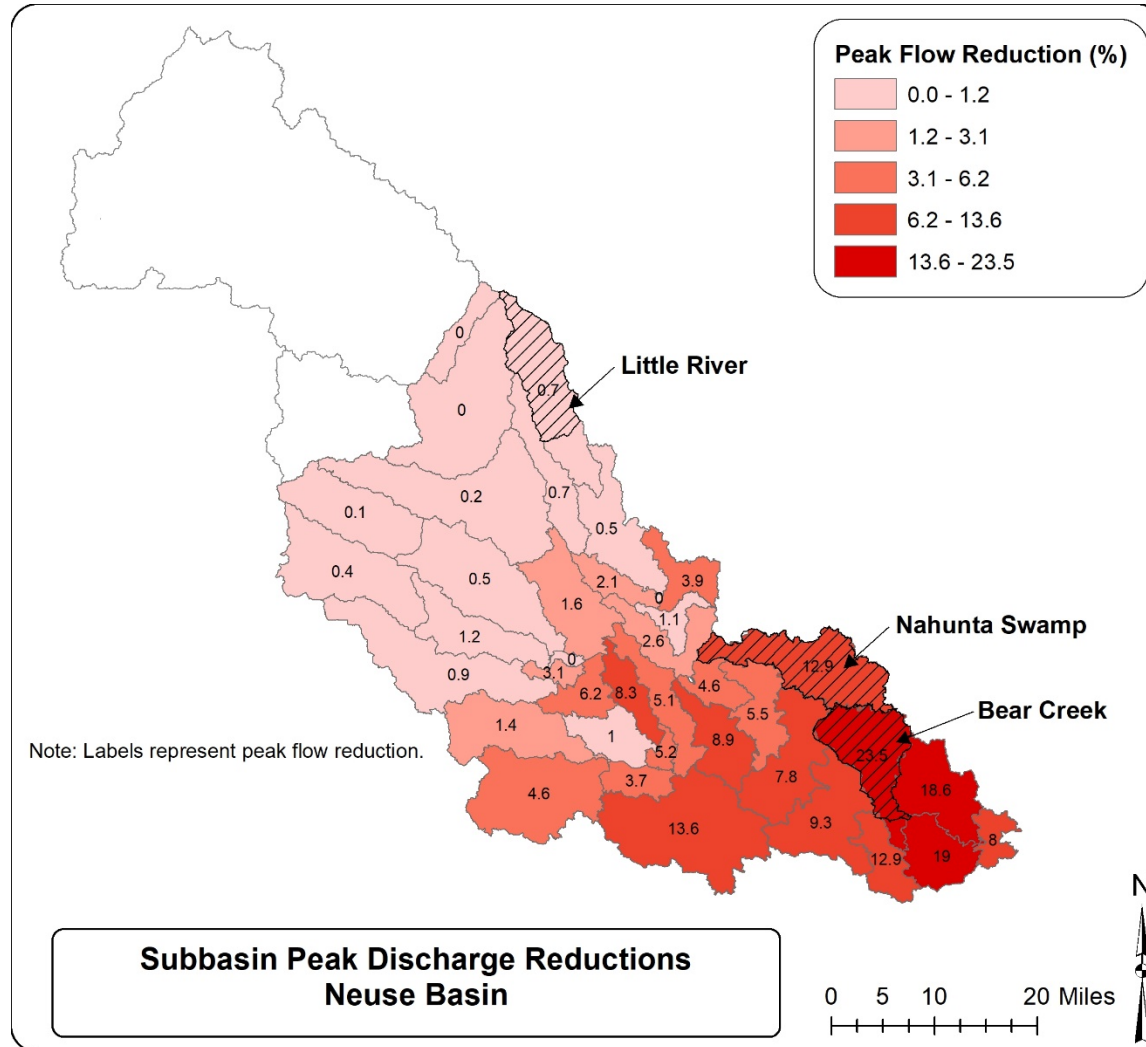 Peak Flow Reduction (%)
0.0 - 1.2
1.2 - 3.1
3.1 - 6.2
6.2 - 13.6
13.6 - 23.5
0
0.7
Little River
0
0.2
0.7
0.1
0.5
0.4
0.5
2.1
3.9
1.6
0
1.1
1.2
2.6
Nahunta Swamp
12.9
0
0.9
3.1
6.2
8.3
5.1
4.6
5.5
Bear Creek
1.4
1
8.9
23.5
Note: Labels represent peak flow reduction.
5.2
3.7
7.8
18.6
4.6
13.6
9.3
8
12.9
19
N
Subbasin Peak Discharge Reductions
Neuse Basin
0 5 10 20 Miles